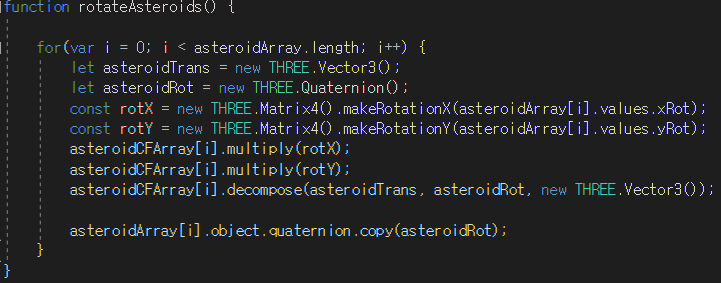 function rotateAsteroids() {
for(var i = 0; i < asteroidArray.length; i++) {
let asteroidTrans = new THREE.Vector3();
let asteroidRot = new THREE.Quaternion();
const rotX = new THREE.Matrix4().makeRotationX(asteroidArray[i].values.xRot);
const rotY = new THREE.Matrix4().makeRotationY(asteroidArray[i].values.yRot);
asteroidCFArray[i].multiply(rotX);
asteroidCFArray[i].multiply(rotY);
asteroidCFArray[i].decompose(asteroidTrans, asteroidRot, new THREE.Vector3());
asteroidArray[i].object.quaternion.copy(asteroidRot);
}
}